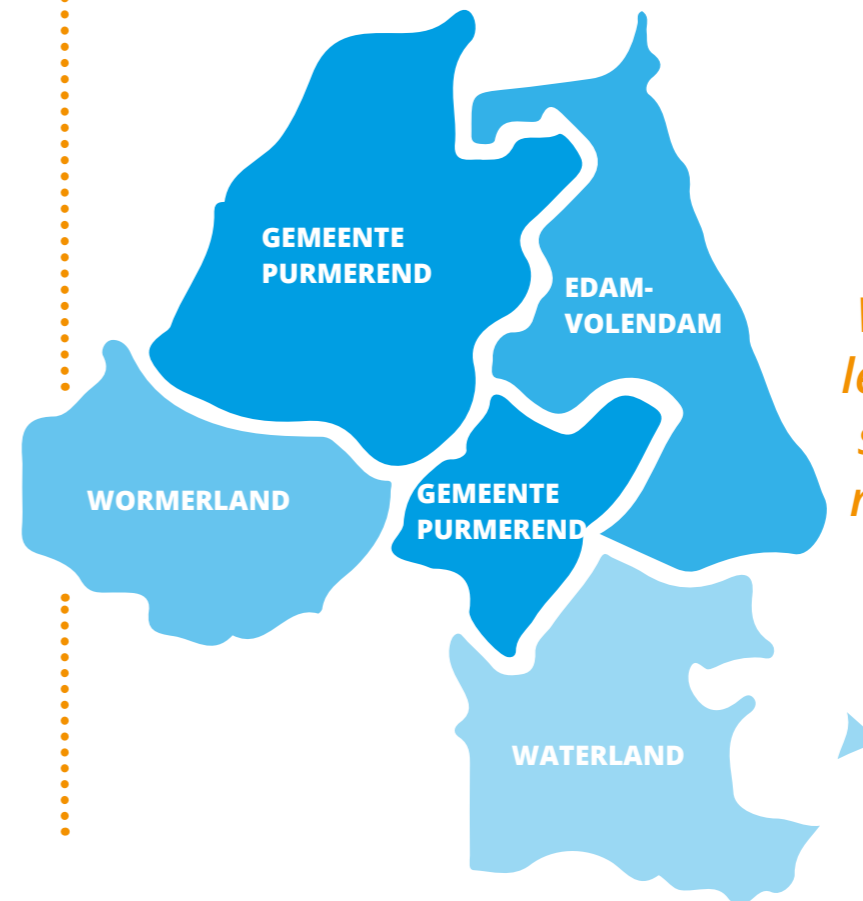 GEMEENTE
PURMEREND
EDAM-
VOLENDAM
WORMERLAND
GEMEENTE
PURMEREND
WATERLAND